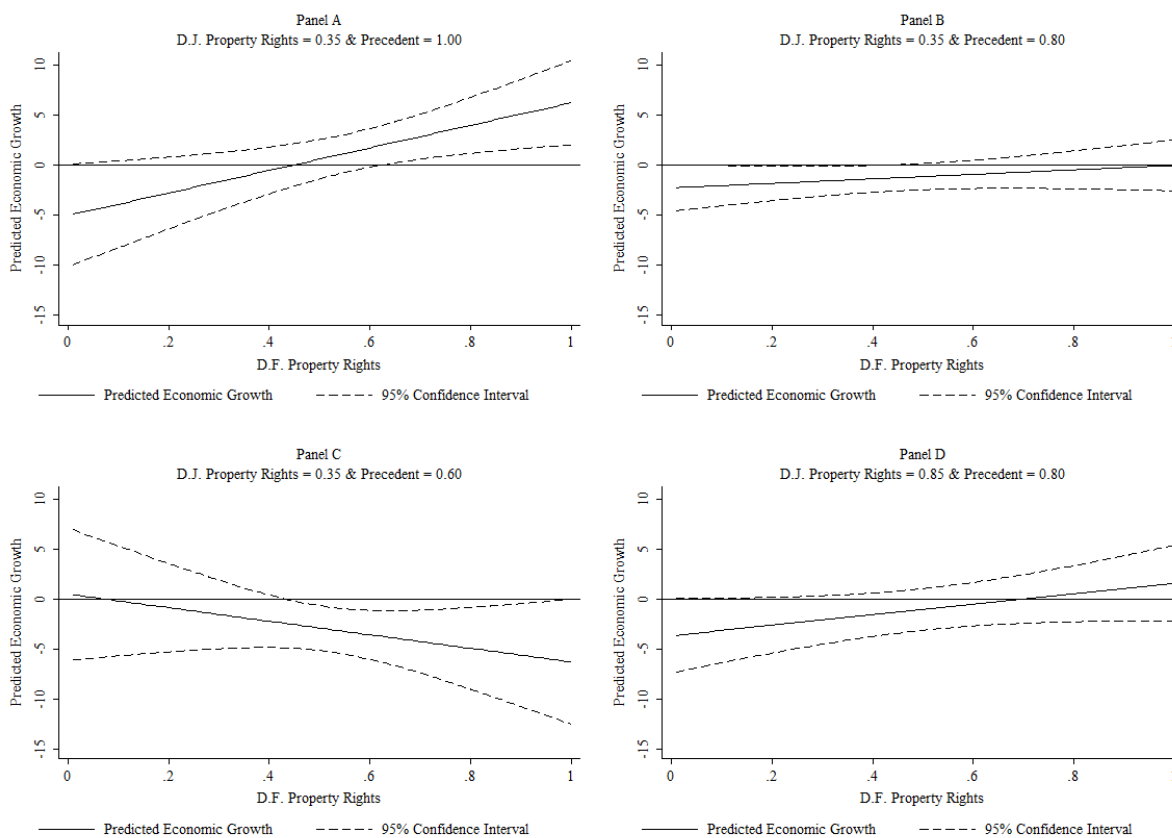 Panel A
D.J. Property Rights = 0.35 & Precedent = 1.00
Predicted Economic Growth
10
5
0
-5
-10
-15
0 .2 .4 .6 .8 1
D.F. Property Rights
Predicted Economic Growth 95% Confidence Interval
Panel B
D.J. Property Rights = 0.35 & Precedent = 0.80
Predicted Economic Growth
10
5
0
-5
-10
-15
0 .2 .4 .6 .8
D.F. Property Rights
Predicted Economic Growth 95% Confidence Interval
Panel C
D.J. Property Rights = 0.35 & Precedent = 0.60
Predicted Economic Growth
10
5
0
-5
-10
-15
0 .2 .4 .6 .8 1
D.F. Property Rights
Predicted Economic Growth 95% Confidence Interval
Panel D
D.J. Property Rights = 0.85 & Precedent = 0.80
Predicted Economic Growth
10
5
0
-5
-10
-15
0 .2 .4 .6 .8
D.F. Property Rights
Predicted Economic Growth 95% Confidence Interval